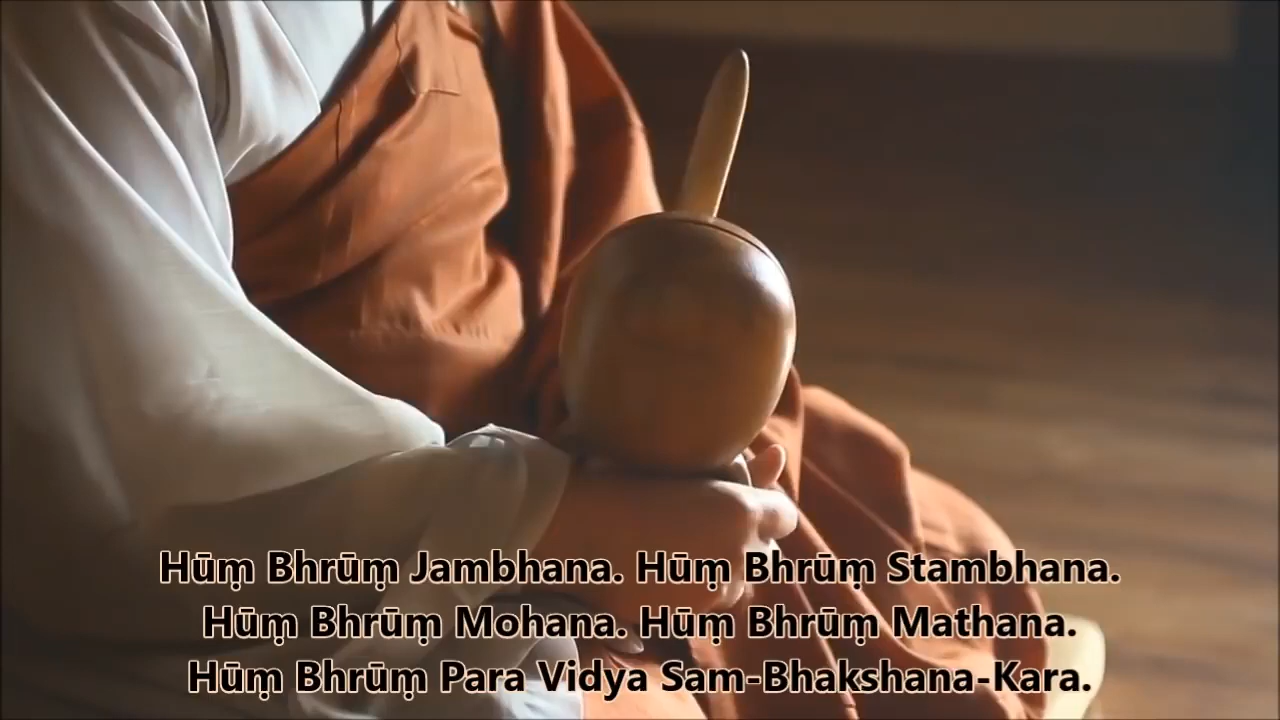 Hūṃ Bhrūṃ Jambhana. Hūṃ Bhrūṃ Stambhana.
Hūṃ Bhrūṃ Mohana. Hūṃ Bhrūṃ Mathana.
Hūṃ Bhrūṃ Para Vidya Sam-Bhakshana-Kara.